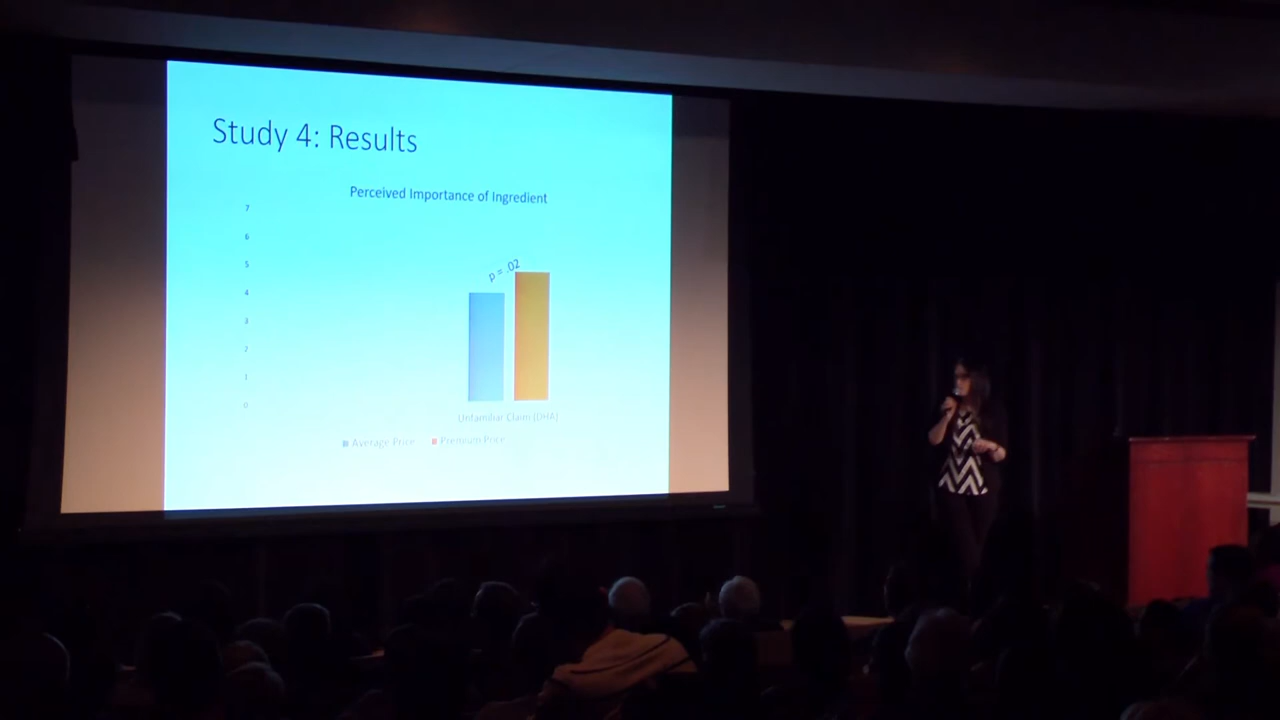 Study 4: Results
Perceived Importance of Ingredient
7
6
5
4
3
2
1
0
p = .02
Unfamiliar Claim (DHA)
Average Price
Premium Price